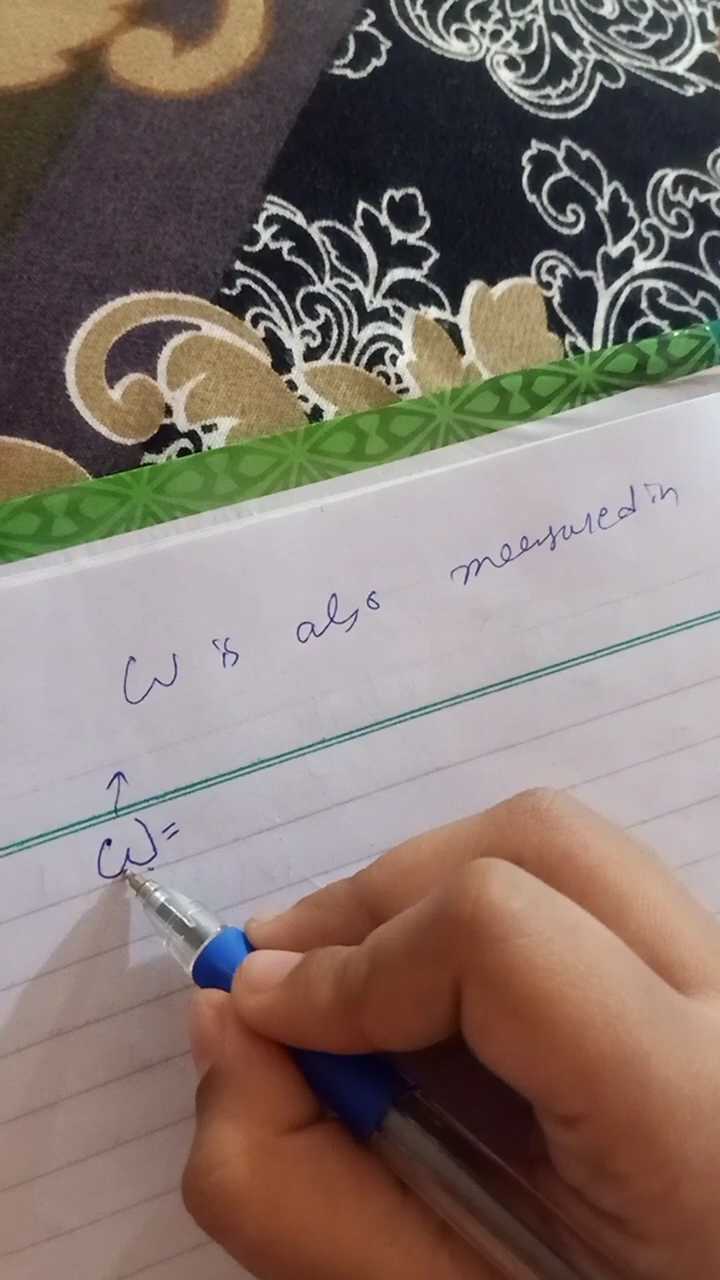 ω is also measured in
↑
ω =